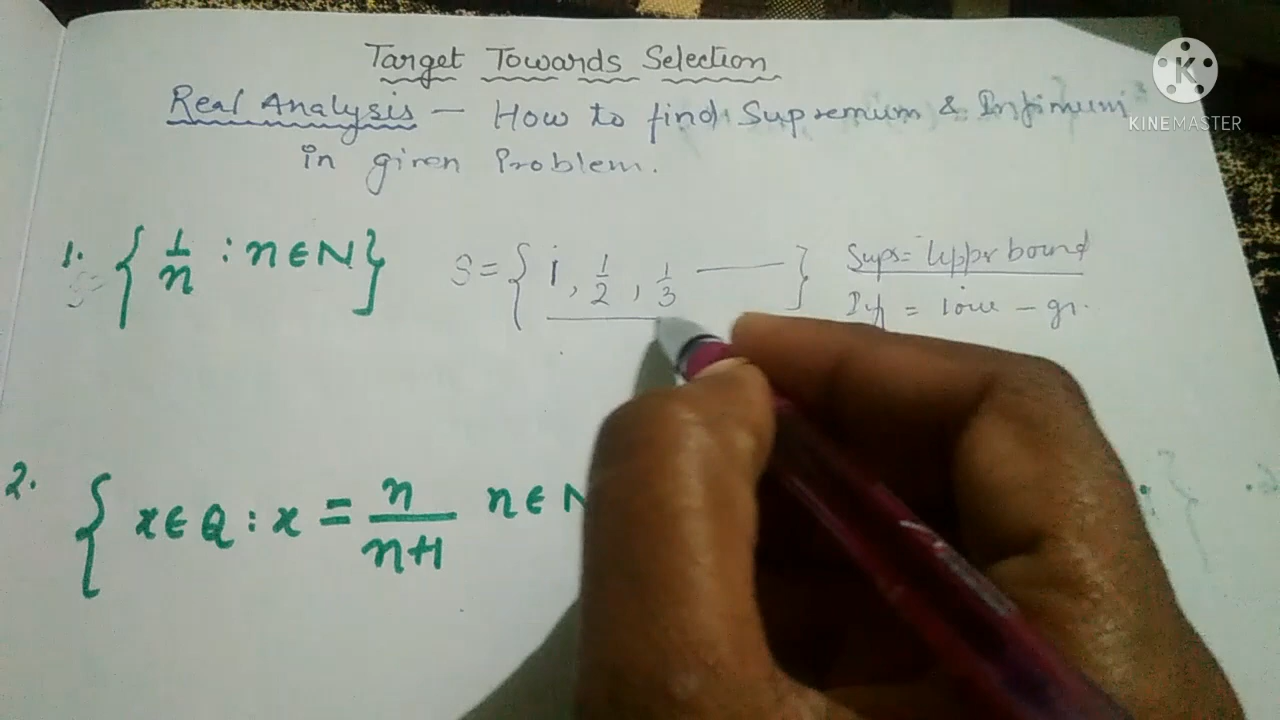 Target Towards Selection
Real Analysis – How to find Supremum & Infimum
in given Problem.
K
KINEMASTER
1. { 1/n : n ∈ N } S = { 1, 1/2, 1/3 —— } Sup = Upper bound
Inf = low – gr.
2. { x ∈ Q : x = n/n+1 n ∈ N